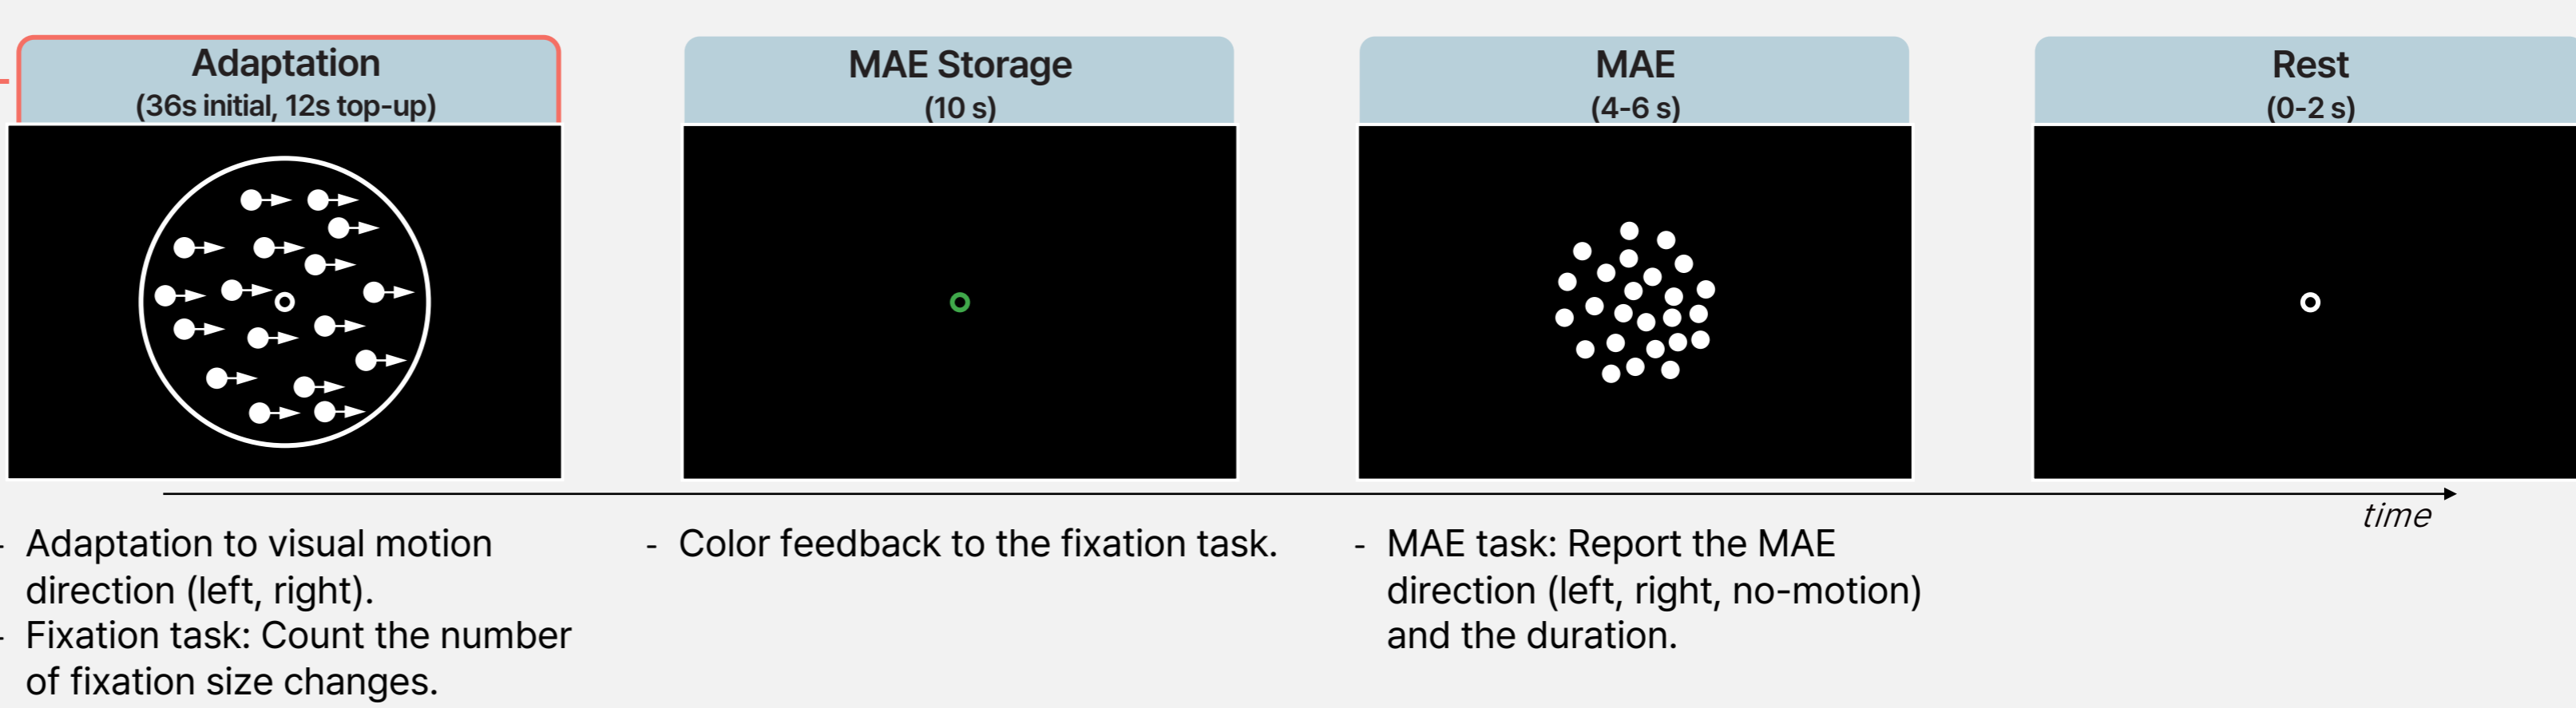 Adaptation
(36s initial, 12s top-up)
MAE Storage
(10 s)
MAE
(4-6 s)
Rest
(0-2 s)
time
- Adaptation to visual motion
direction (left, right).
- Fixation task: Count the number
of fixation size changes.
- Color feedback to the fixation task.
- MAE task: Report the MAE
direction (left, right, no-motion)
and the duration.